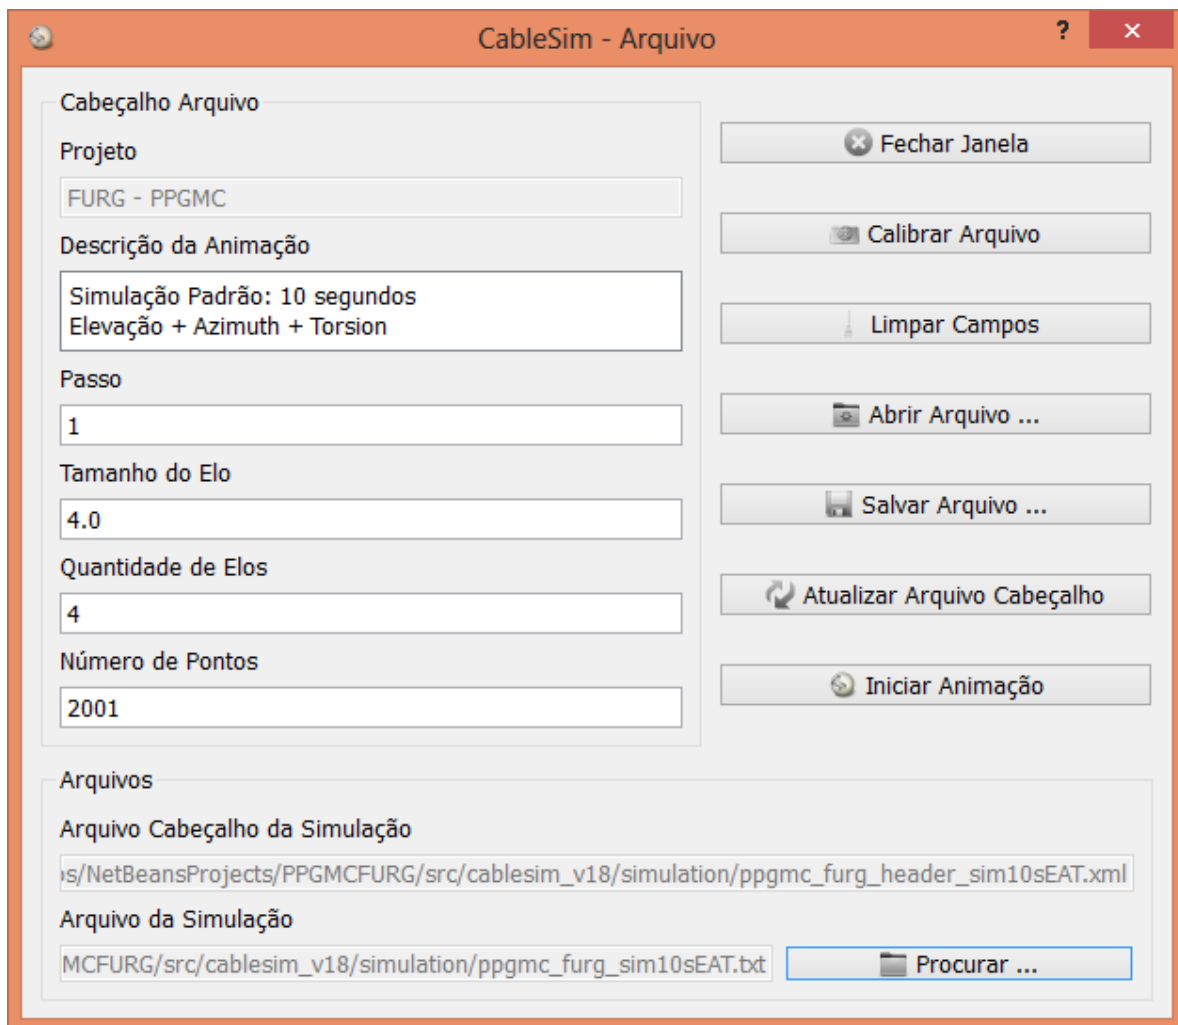 CableSim - Arquivo
?
×
Cabeçalho Arquivo
Projeto
FURG - PPGMC
Descrição da Animação
Simulação Padrão: 10 segundos
Elevação + Azimuth + Torsion
Passo
1
Tamanho do Elo
4.0
Quantidade de Elos
4
Número de Pontos
2001
Fechar Janela
Calibrar Arquivo
Limpar Campos
Abrir Arquivo ...
Salvar Arquivo ...
Atualizar Arquivo Cabeçalho
Iniciar Animação
Arquivos
Arquivo Cabeçalho da Simulação
os/NetBeansProjects/PPGMCFURG/src/cablesim_v18/simulation/ppgmc_furg_header_sim10sEAT.xml
Arquivo da Simulação
MCFURG/src/cablesim_v18/simulation/ppgmc_furg_sim10sEAT.txt
Procurar ...